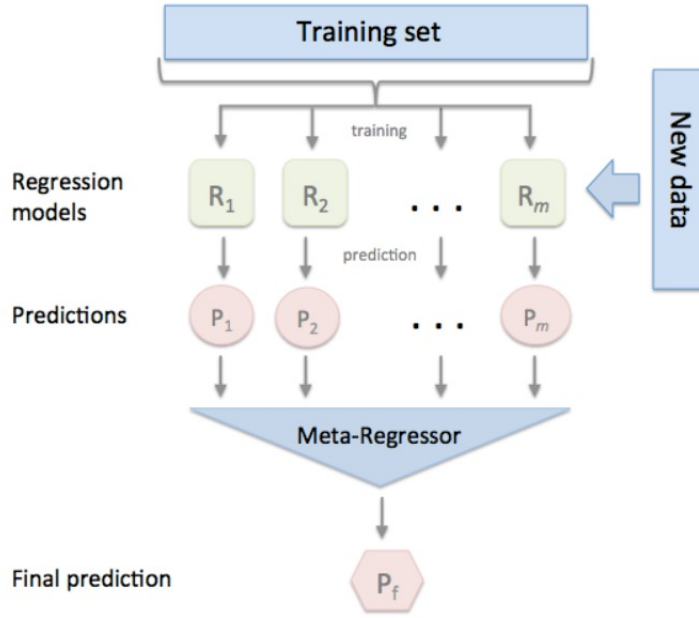 Training set
training
New data
Regression
models
R1 R2 . . . Rm
prediction
Predictions
P1 P2 . . . Pm
Meta-Regressor
Final prediction
Pf